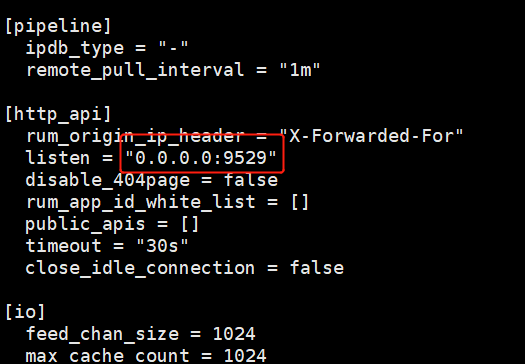 [pipeline]
ipdb_type = "-"
remote_pull_interval = "1m"
[http_api]
rum_origin_ip_header = "X-Forwarded-For"
listen = "0.0.0.0:9529"
disable_404page = false
rum_app_id_white_list = []
public_apis = []
timeout = "30s"
close_idle_connection = false
[io]
feed_chan_size = 1024
max_cache_count = 1024